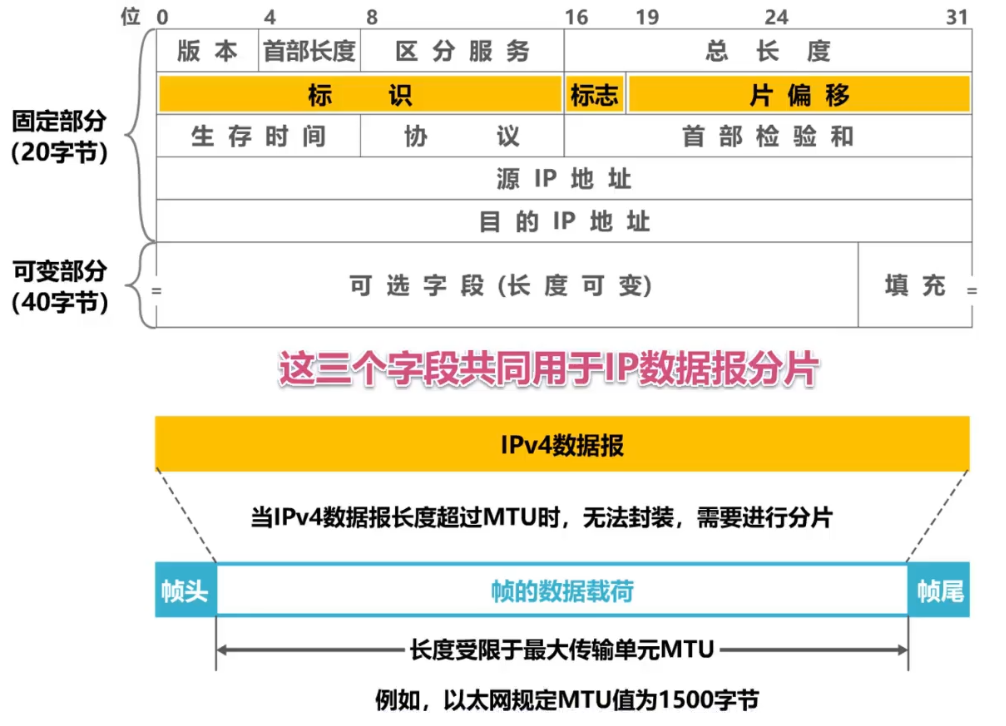 位 0 4 8 16 19 24 31
版 本 首部长度 区 分 服 务 总 长 度
标 识 标志 片 偏 移
固定部分
(20字节)
生 存 时 间 协 议 首 部 检 验 和
源 IP 地 址
目 的 IP 地 址
可变部分
(40字节)
可 选 字 段 (长 度 可 变) 填 充
这三个字段共同用于IP数据报分片
IPv4数据报
当IPv4数据报长度超过MTU时，无法封装，需要进行分片
帧头 帧的数据载荷 帧尾
长度受限于最大传输单元MTU
例如，以太网规定MTU值为1500字节